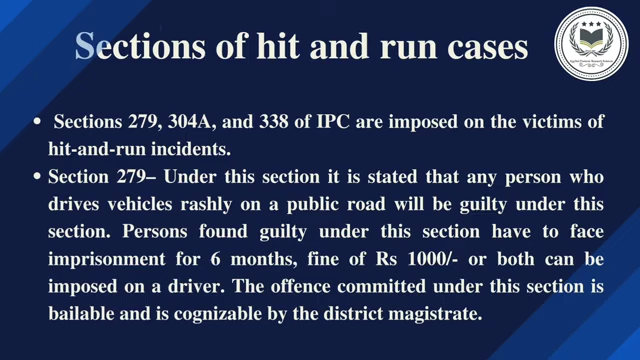 Sections of hit and run cases
• Sections 279, 304A, and 338 of IPC are imposed on the victims of
hit-and-run incidents.
• Section 279– Under this section it is stated that any person who
drives vehicles rashly on a public road will be guilty under this
section. Persons found guilty under this section have to face
imprisonment for 6 months, fine of Rs 1000/- or both can be
imposed on a driver. The offence committed under this section is
bailable and is cognizable by the district magistrate.